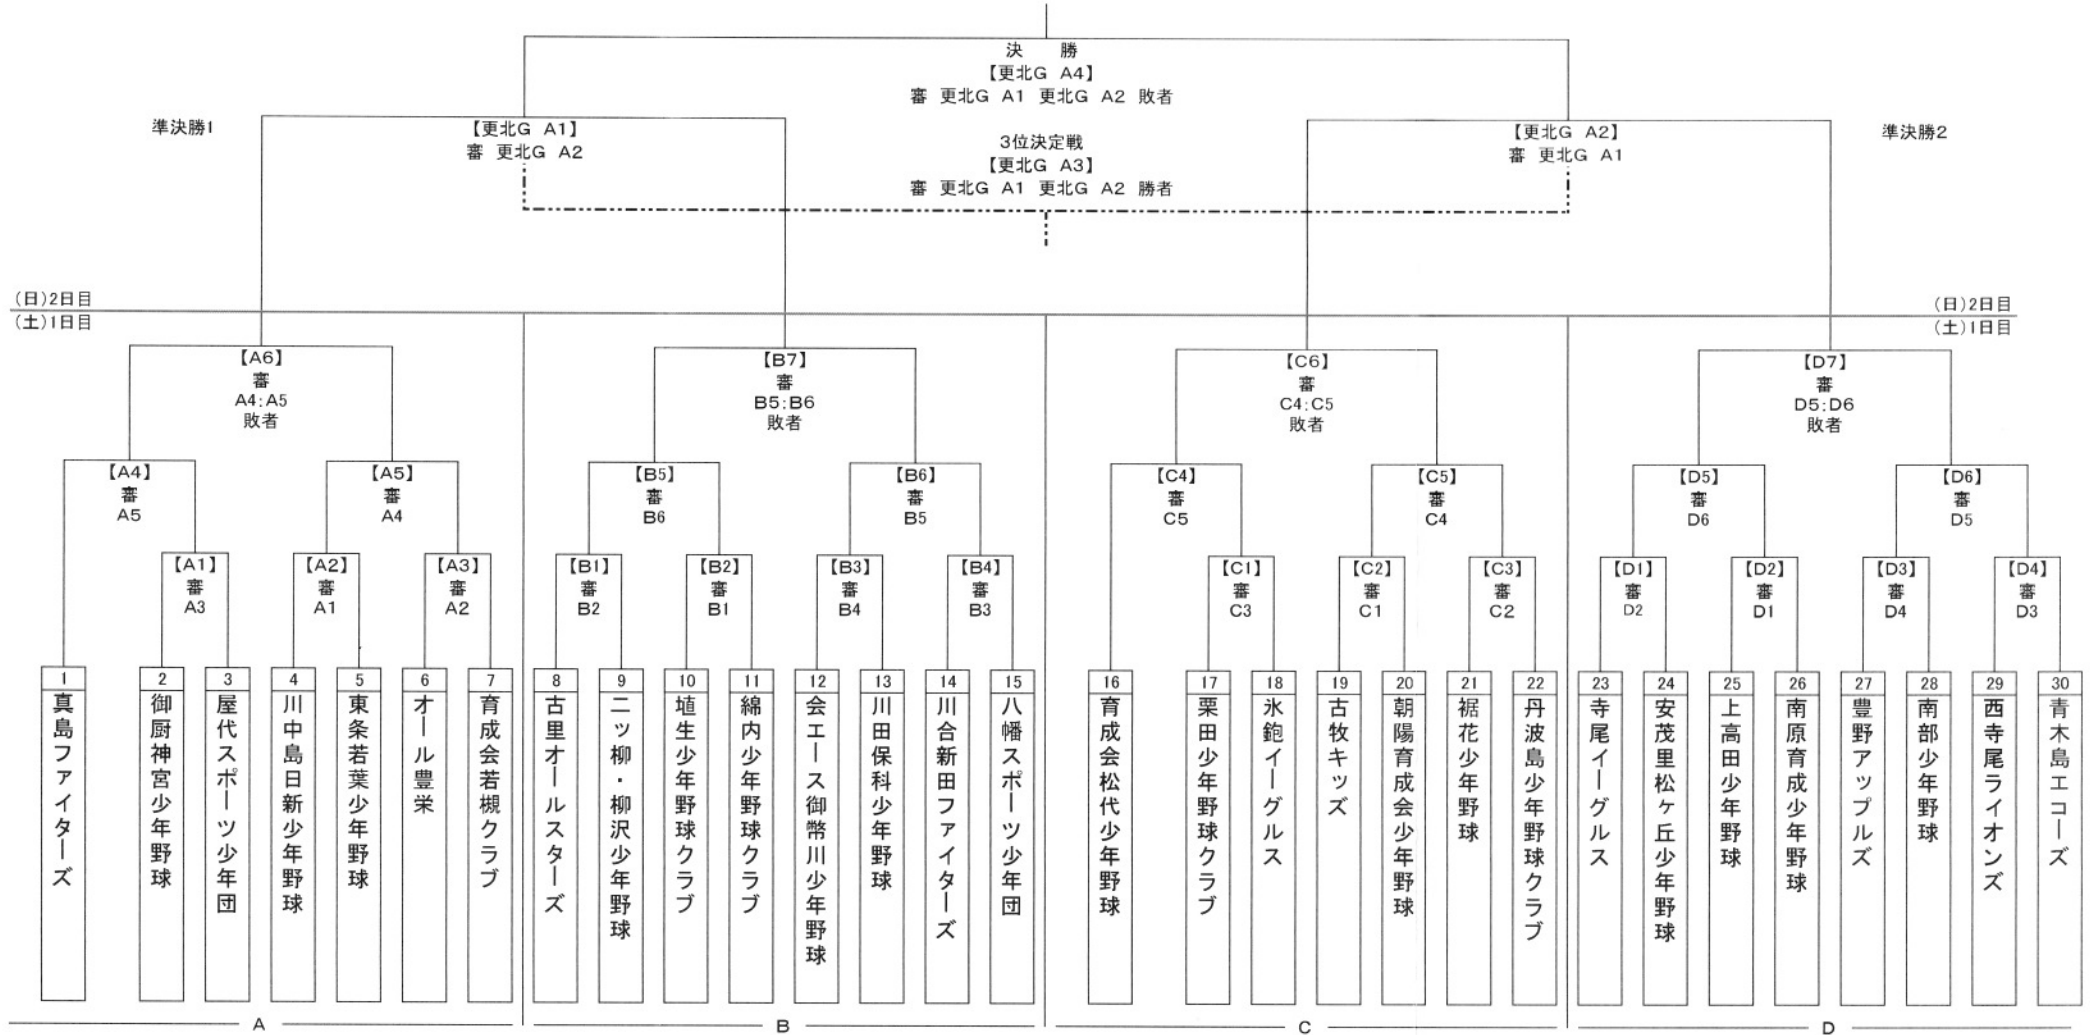 決　勝
【更北G A4】
審 更北G A1 更北G A2 敗者
準決勝1
【更北G A1】
審 更北G A2
3位決定戦
【更北G A3】
審 更北G A1 更北G A2 勝者
【更北G A2】
審 更北G A1
準決勝2
(日)2日目
(土)1日目
(日)2日目
(土)1日目
【A6】
審
A4:A5
敗者
【B7】
審
B5:B6
敗者
【C6】
審
C4:C5
敗者
【D7】
審
D5:D6
敗者
【A4】
審
A5
【A5】
審
A4
【B5】
審
B6
【B6】
審
B5
【C4】
審
C5
【C5】
審
C4
【D5】
審
D6
【D6】
審
D5
【A1】
審
A3
【A2】
審
A1
【A3】
審
A2
【B1】
審
B2
【B2】
審
B1
【B3】
審
B4
【B4】
審
B3
【C1】
審
C3
【C2】
審
C1
【C3】
審
C2
【D1】
審
D2
【D2】
審
D1
【D3】
審
D4
【D4】
審
D3
1
真島ファイターズ
2
御厨神宮少年野球
3
屋代スポーツ少年団
4
川中島日新少年野球
5
東条若葉少年野球
6
オール豊栄
7
育成会若槻クラブ
8
古里オールスターズ
9
二ッ柳・柳沢少年野球
10
埴生少年野球クラブ
11
綿内少年野球クラブ
12
会エース御幣川少年野球
13
川田保科少年野球
14
川合新田ファイターズ
15
八幡スポーツ少年団
16
育成会松代少年野球
17
栗田少年野球クラブ
18
氷鉋イーグルス
19
古牧キッズ
20
朝陽育成会少年野球
21
裾花少年野球
22
丹波島少年野球クラブ
23
寺尾イーグルス
24
安茂里松ヶ丘少年野球
25
上高田少年野球
26
南原育成少年野球
27
豊野アップルズ
28
南部少年野球
29
西寺尾ライオンズ
30
青木島エコーズ
A
B
C
D